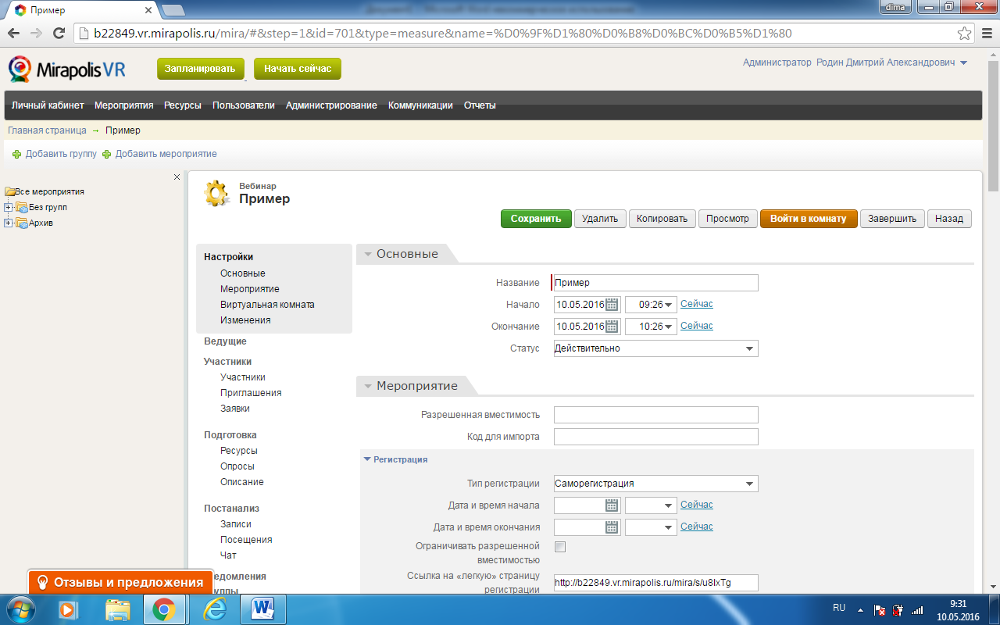 Пример
dima
b22849.vr.mirapolis.ru/mira/#&step=1&id=701&type=measure&name=%D0%9F%D1%80%D0%B8%D0%BC%D0%B5%D1%80
Mirapolis VR
Запланировать
Начать сейчас
Администратор Родин Дмитрий Александрович
Личный кабинет Мероприятия Ресурсы Пользователи Администрирование Коммуникации Отчеты
Главная страница → Пример
Добавить группу Добавить мероприятие
Все мероприятия
Без групп
Архив
Вебинар
Пример
Сохранить Удалить Копировать Просмотр Войти в комнату Завершить Назад
Настройки
Основные
Мероприятие
Виртуальная комната
Изменения
Ведущие
Участники
Участники
Приглашения
Заявки
Подготовка
Ресурсы
Опросы
Описание
Постанализ
Записи
Посещения
Чат
Отзывы и предложения
Основные
Название Пример
Начало 10.05.2016 09:26 Сейчас
Окончание 10.05.2016 10:26 Сейчас
Статус Действительно
Мероприятие
Разрешенная вместимость
Код для импорта
Регистрация
Тип регистрации Саморегистрация
Дата и время начала Сейчас
Дата и время окончания Сейчас
Ограничивать разрешенной
вместимостью
Ссылка на «легкую» страницу
регистрации http://b22849.vr.mirapolis.ru/mira/s/u8IxTg
RU
9:31
10.05.2016